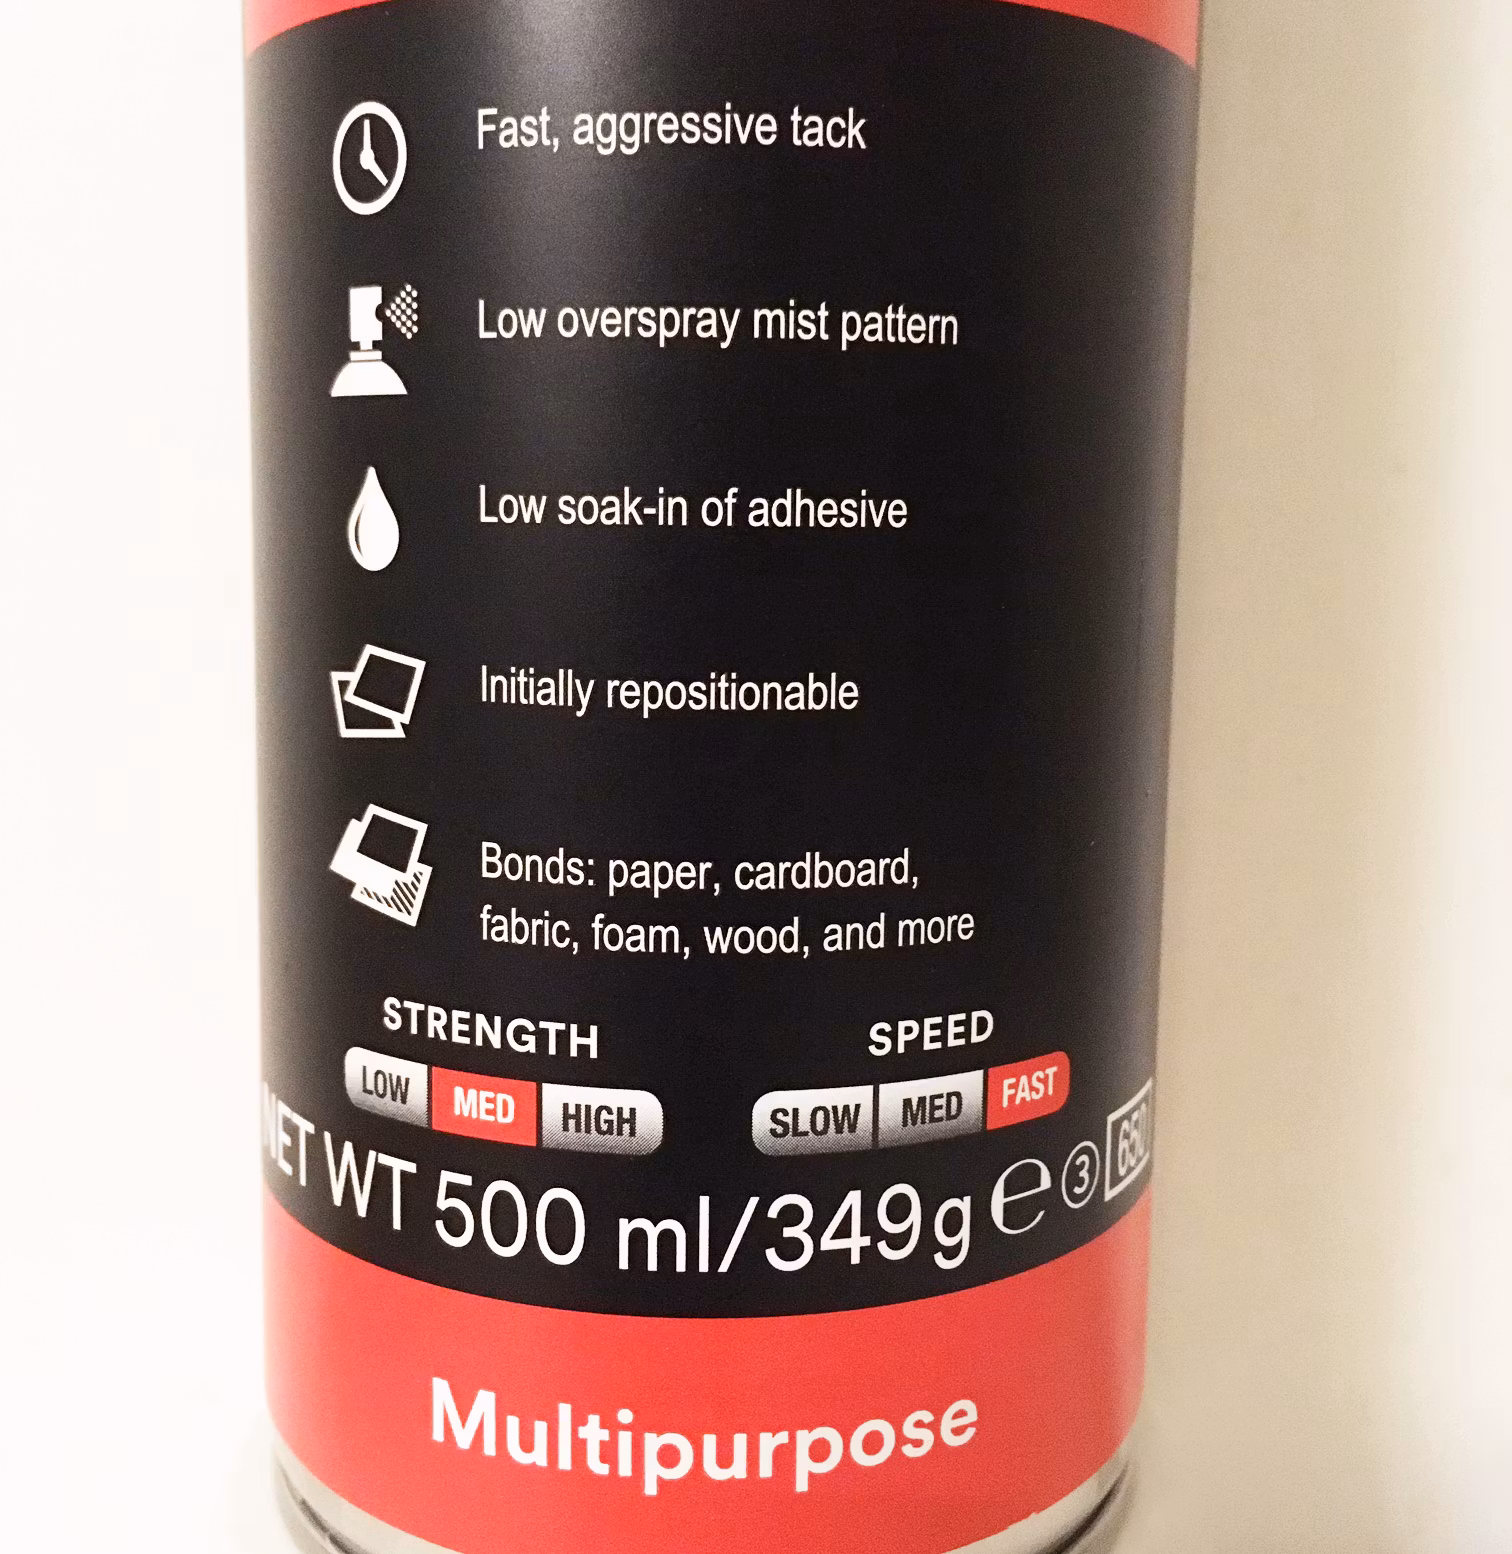 Fast, aggressive tack
Low overspray mist pattern
Low soak-in of adhesive
Initially repositionable
Bonds: paper, cardboard,
fabric, foam, wood, and more
STRENGTH
LOW MED HIGH
SPEED
SLOW MED FAST
NET WT 500 ml/349g e 3
Multipurpose